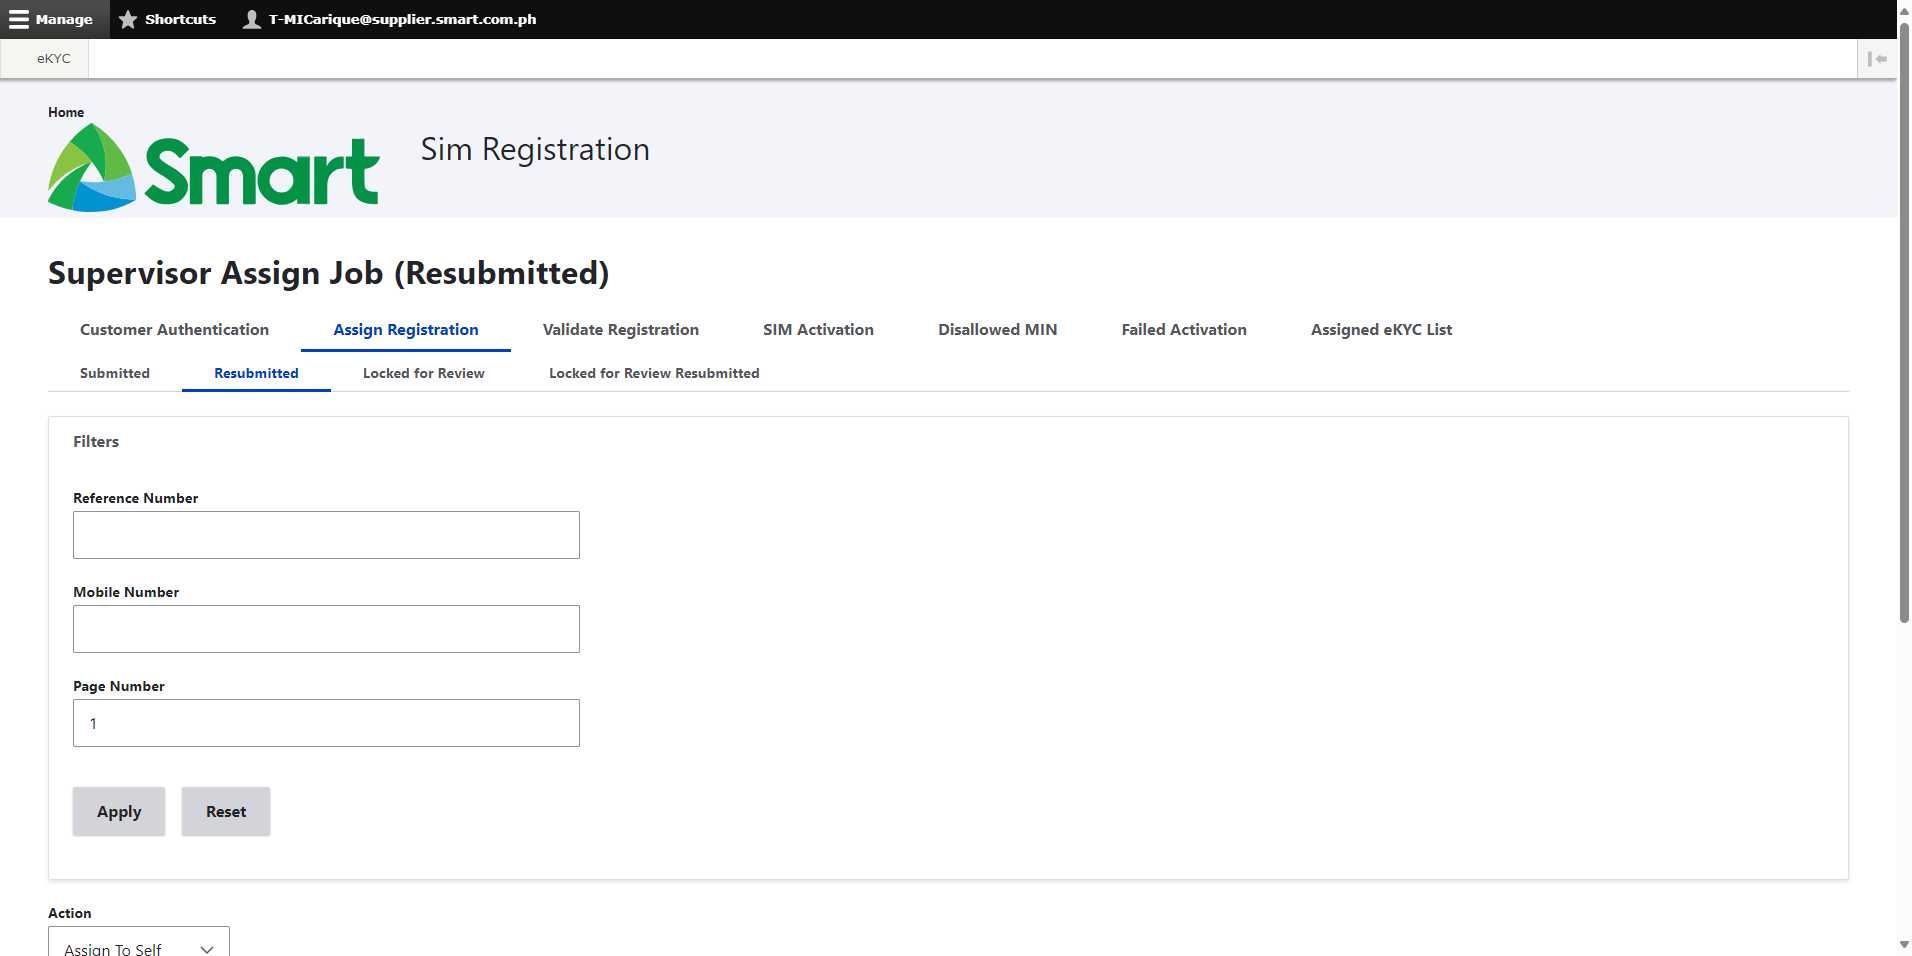 Manage Shortcuts T-MICarique@supplier.smart.com.ph
eKYC
Home
Smart
Sim Registration
Supervisor Assign Job (Resubmitted)
Customer Authentication Assign Registration Validate Registration SIM Activation Disallowed MIN Failed Activation Assigned eKYC List
Submitted Resubmitted Locked for Review Locked for Review Resubmitted
Filters
Reference Number
Mobile Number
Page Number
1
Apply Reset
Action
Assign To Self